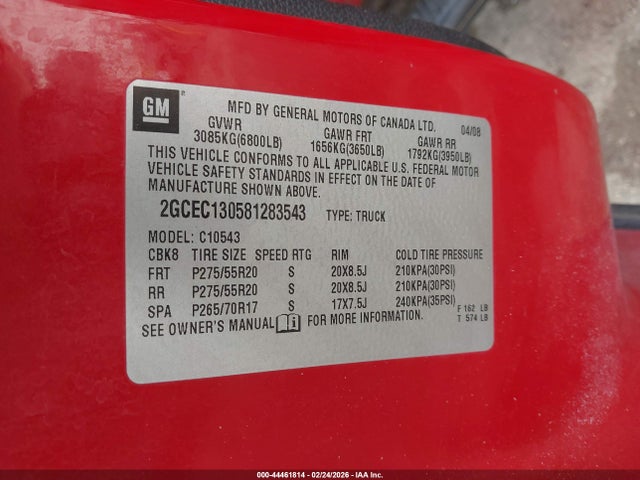 GM
MFD BY GENERAL MOTORS OF CANADA LTD. 04/08
GVWR GAWR FRT GAWR RR
3085KG(6800LB) 1656KG(3650LB) 1792KG(3950LB)
THIS VEHICLE CONFORMS TO ALL APPLICABLE U.S. FEDERAL MOTOR
VEHICLE SAFETY STANDARDS IN EFFECT ON THE DATE OF
MANUFACTURE SHOWN ABOVE.
2GCEC130581283543 TYPE: TRUCK
MODEL: C10543
CBK8 TIRE SIZE SPEED RTG RIM COLD TIRE PRESSURE
FRT P275/55R20 S 20X8.5J 210KPA(30PSI)
RR P275/55R20 S 20X8.5J 210KPA(30PSI)
SPA P265/70R17 S 17X7.5J 240KPA(35PSI)
F 162 LB
T 574 LB
SEE OWNER'S MANUAL i FOR MORE INFORMATION.
000-44461814 - 02/24/2026 - IAA Inc.